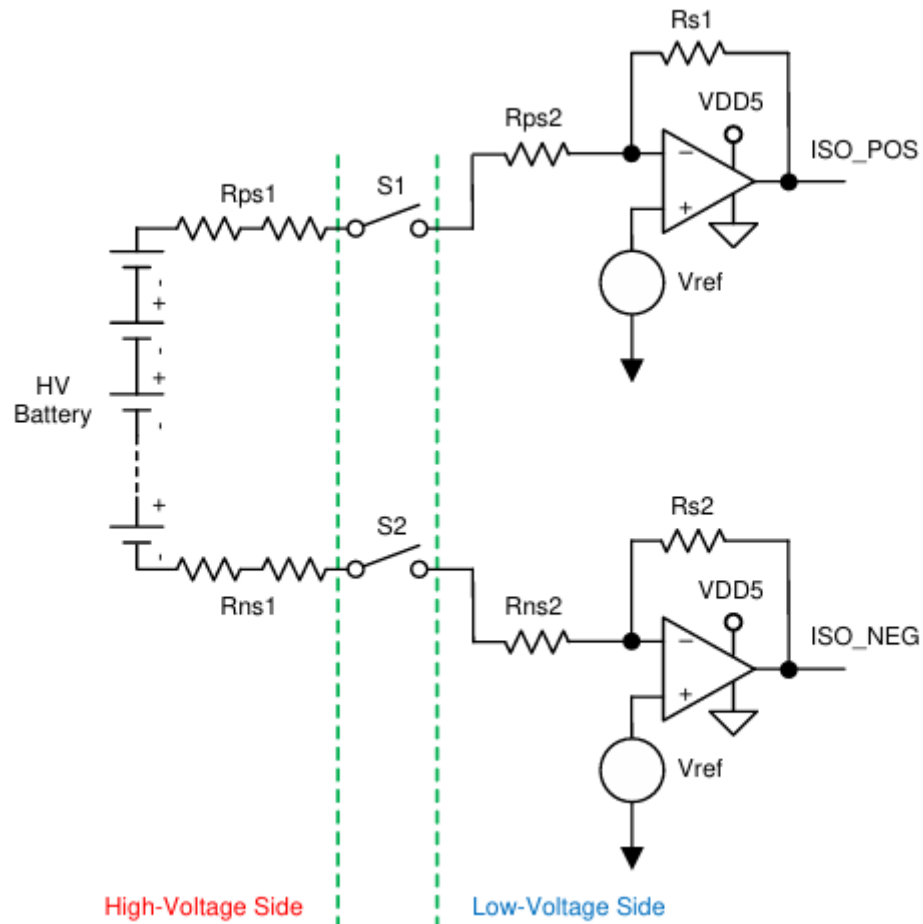 Rs1
VDD5
Rps2
ISO_POS
S1
Rps1
-
+
Vref
-
+
HV
Battery
-
+
-
+
Rs2
S2
-
VDD5
Rns1
Rns2
ISO_NEG
-
+
Vref
High-Voltage Side
Low-Voltage Side